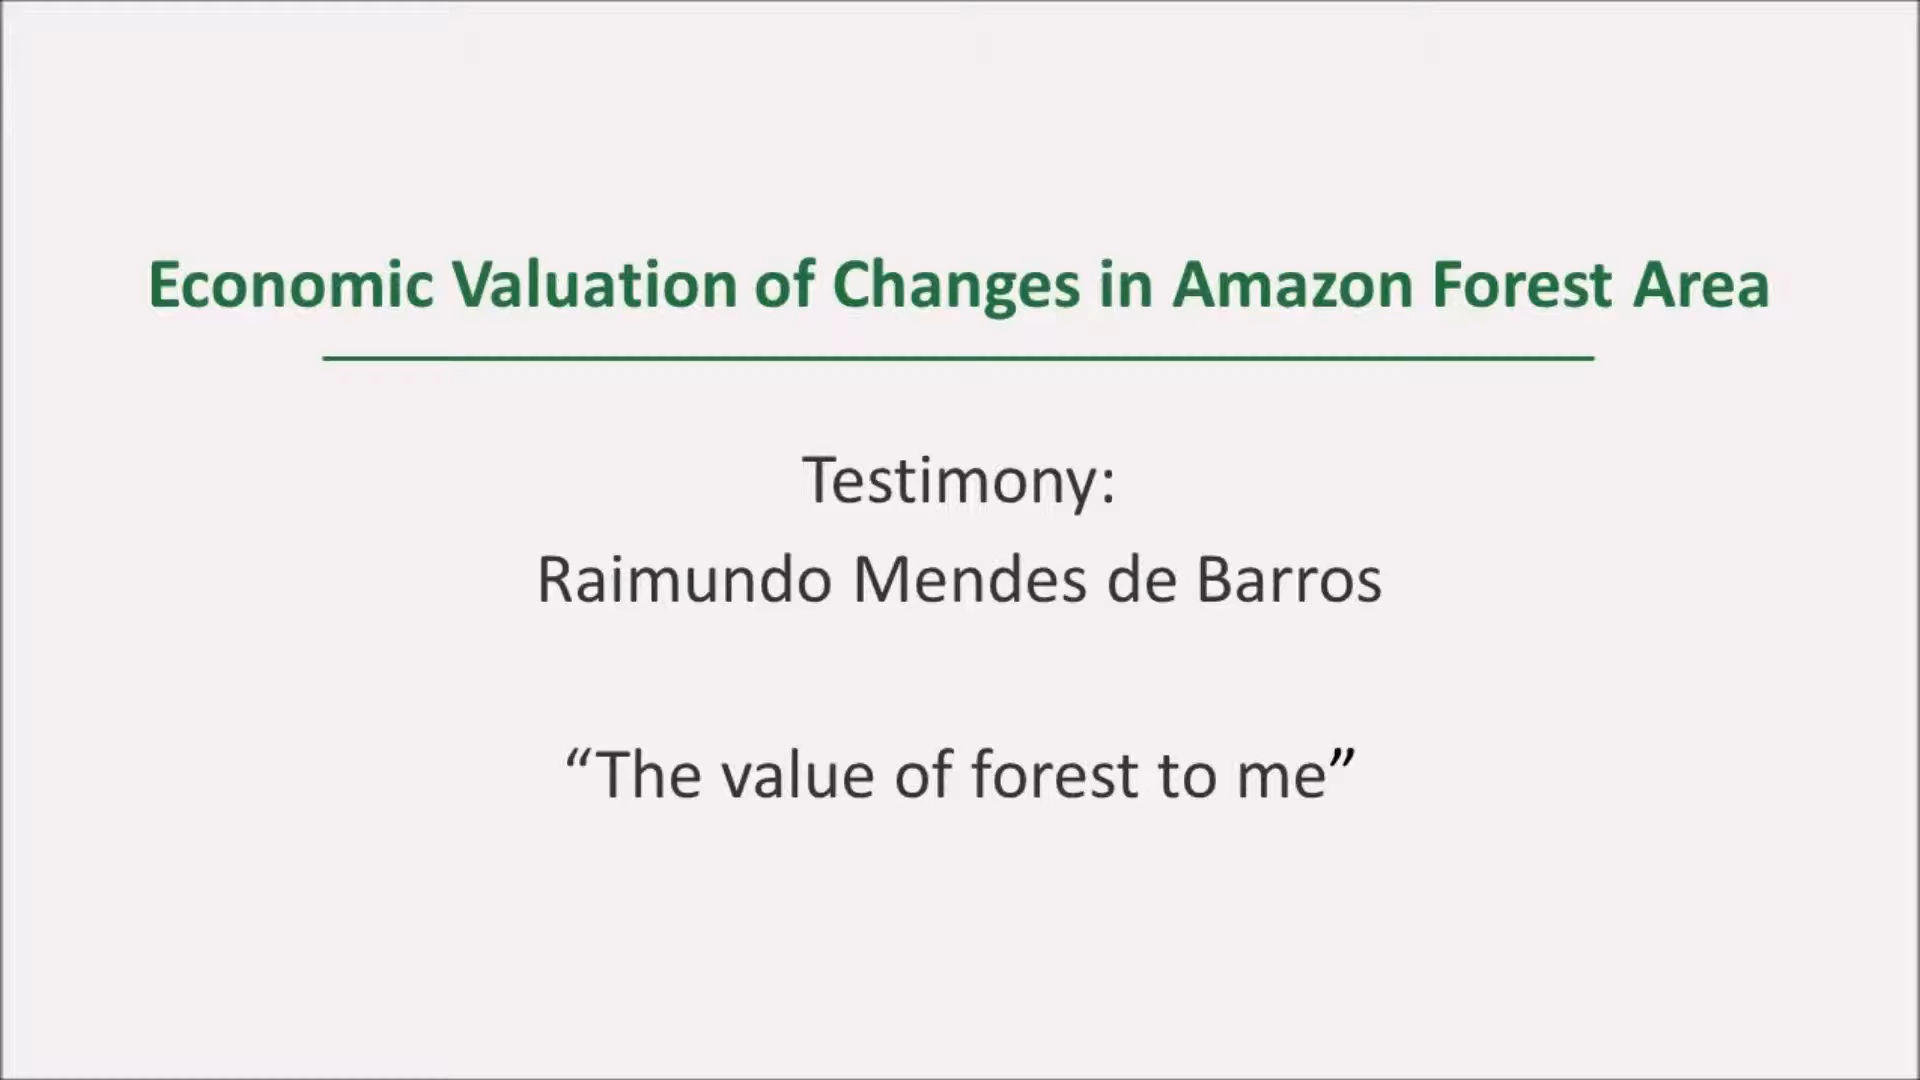 Economic Valuation of Changes in Amazon Forest Area
Testimony:
Raimundo Mendes de Barros
“The value of forest to me”